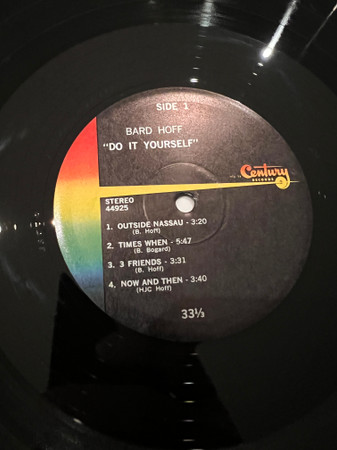 SIDE 1
BARD HOFF
"DO IT YOURSELF"
Century
RECORDS
STEREO
44925
1. OUTSIDE NASSAU - 3:20
(B. Hoff)
2. TIMES WHEN - 5:47
(B. Bogard)
3. 3 FRIENDS - 3:31
(B. Hoff)
4. NOW AND THEN - 3:40
(HJC Hoff)
33⅓